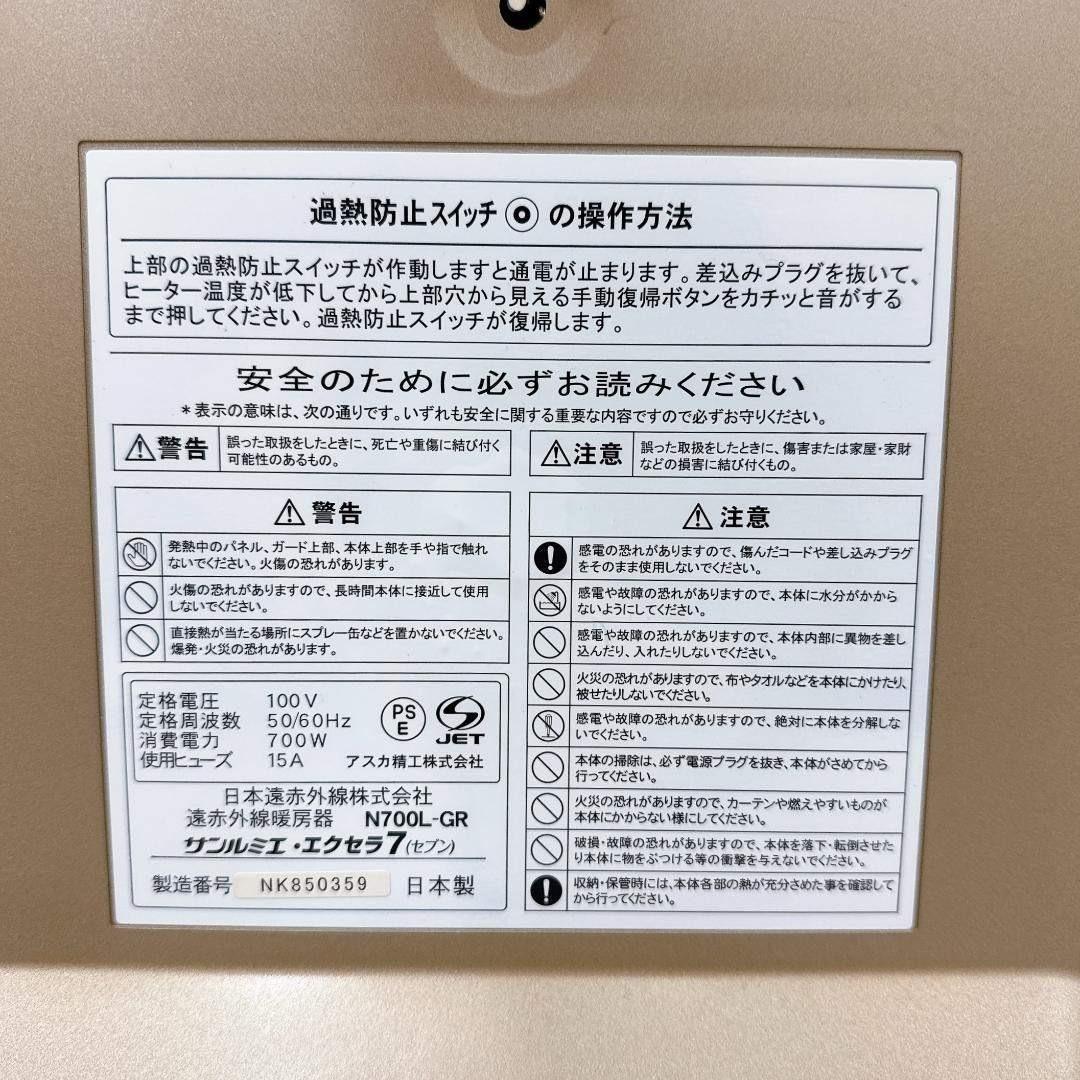 過熱防止スイッチ の操作方法
上部の過熱防止スイッチが作動しますと通電が止まります。差込みプラグを抜いて、
ヒーター温度が低下してから上部穴から見える手動復帰ボタンをカチッと音がする
まで押してください。過熱防止スイッチが復帰します。
安全のために必ずお読みください
*表示の意味は、次の通りです。いずれも安全に関する重要な内容ですので必ずお守りください。
警告
誤った取扱をしたときに、死亡や重傷に結び付く
可能性のあるもの。
注意
誤った取扱をしたときに、傷害または家屋・家財
などの損害に結び付くもの。
警告
発熱中のパネル、ガード上部、本体上部を手や指で触れ
ないでください。火傷の恐れがあります。
火傷の恐れがありますので、長時間本体に接近して使用
しないでください。
直接熱が当たる場所にスプレー缶などを置かないでください。
爆発・火災の恐れがあります。
定格電圧 100V
定格周波数 50/60Hz
消費電力 700W
使用ヒューズ 15A
PS
E
JET
アスカ精工株式会社
日本遠赤外線株式会社
遠赤外線暖房器 N700L-GR
サンルミエ・エクセラ7(セブン)
製造番号 NK850359 日本製
注意
感電の恐れがありますので、傷んだコードや差し込みプラグ
をそのまま使用しないでください。
感電や故障の恐れがありますので、本体に水分がかから
ないようにしてください。
感電や故障の恐れがありますので、本体内部に異物を差し
込んだり、入れたりしないでください。
火災の恐れがありますので、布やタオルなどを本体にかけたり、
被せたりしないでください。
感電や故障の恐れがありますので、絶対に本体を分解しな
いでください。
本体の掃除は、必ず電源プラグを抜き、本体がさめてから
行ってください。
火災の恐れがありますので、カーテンや燃えやすいものが
本体にかからない様にしてください。
破損・故障の恐れがありますので、本体を落下・転倒させた
り本体に物をぶつける等の衝撃を与えないでください。
収納・保管時には、本体各部の熱が充分さめた事を確認して
から行ってください。